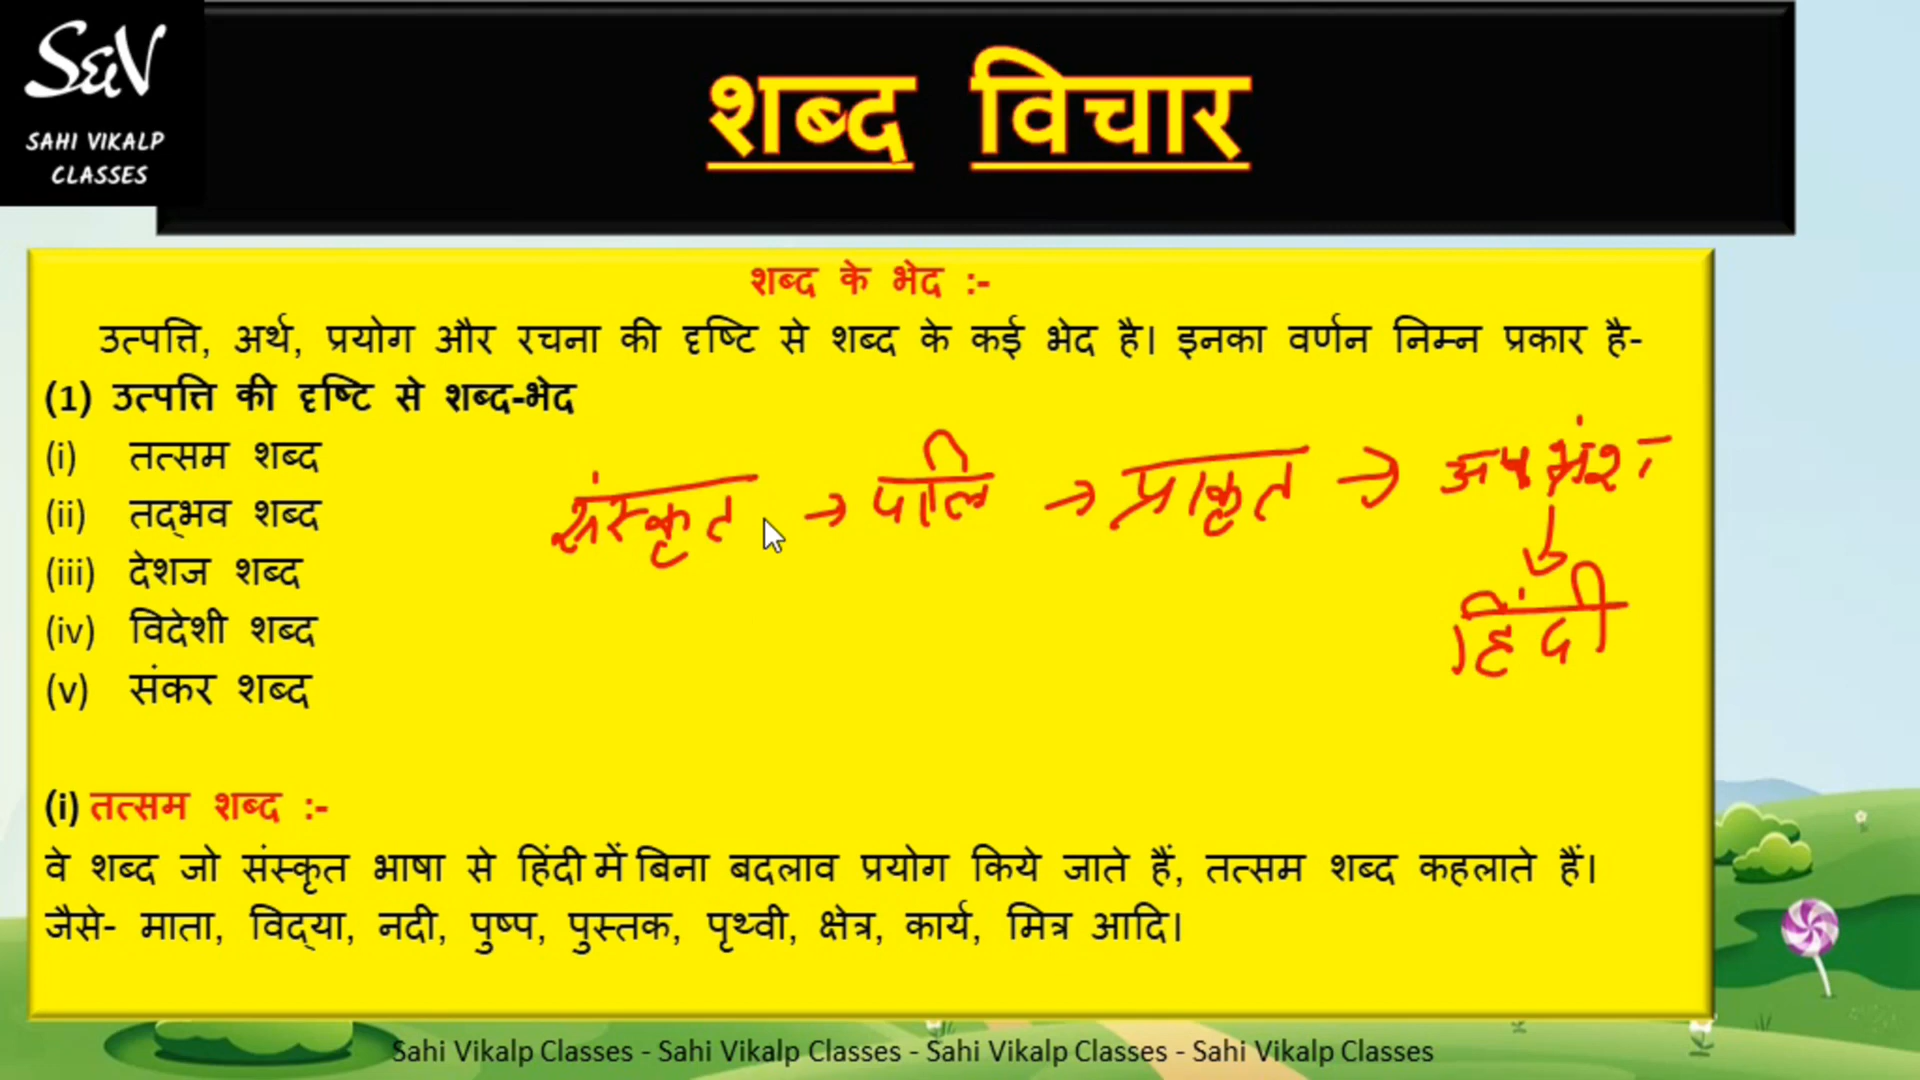 S&V
SAHI VIKALP
CLASSES
शब्द विचार
शब्द के भेद :-
उत्पत्ति, अर्थ, प्रयोग और रचना की दृष्टि से शब्द के कई भेद है। इनका वर्णन निम्न प्रकार है-
(1) उत्पत्ति की दृष्टि से शब्द-भेद
(i) तत्सम शब्द
(ii) तद्‌भव शब्द
(iii) देशज शब्द
(iv) विदेशी शब्द
(v) संकर शब्द
संस्कृत → पालि → प्राकृत → अपभ्रंश
↓
हिंदी
(i) तत्सम शब्द :-
वे शब्द जो संस्कृत भाषा से हिंदी में बिना बदलाव प्रयोग किये जाते हैं, तत्सम शब्द कहलाते हैं।
जैसे- माता, विद्‌या, नदी, पुष्प, पुस्तक, पृथ्वी, क्षेत्र, कार्य, मित्र आदि।
Sahi Vikalp Classes - Sahi Vikalp Classes - Sahi Vikalp Classes - Sahi Vikalp Classes